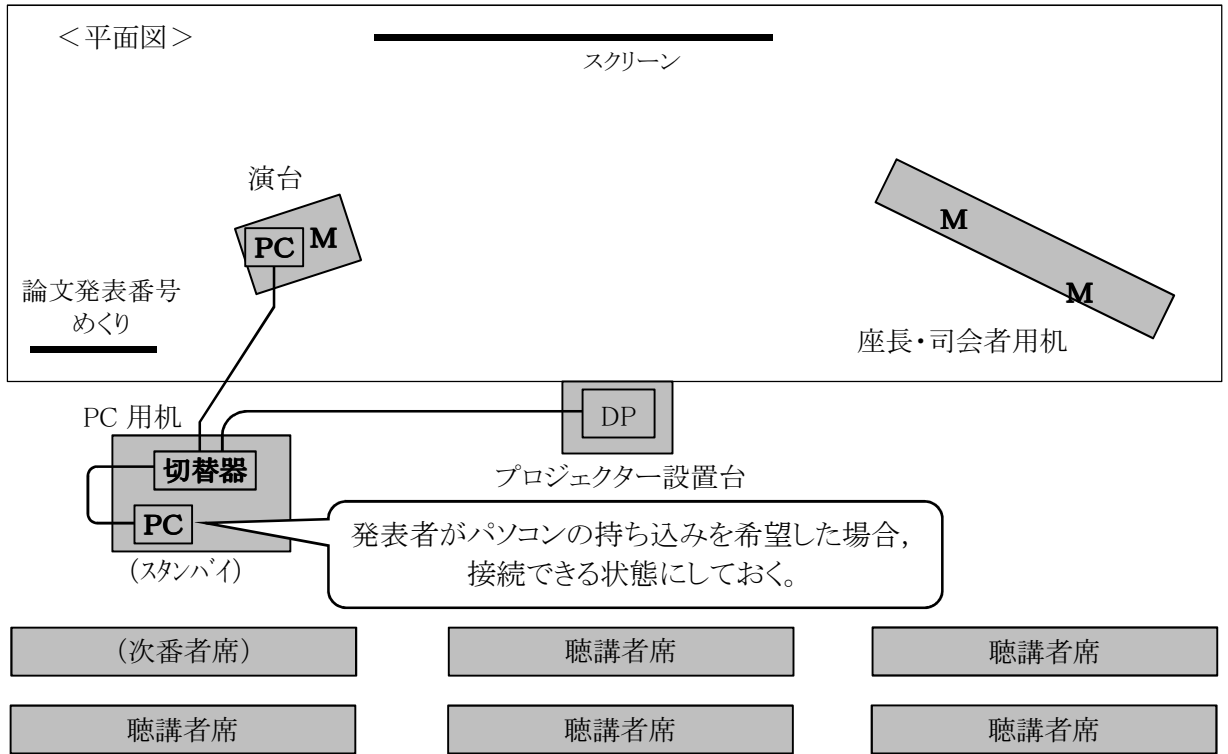 ＜平面図＞
スクリーン
演台
PC M
M
M
論文発表番号
めくり
座長・司会者用机
PC 用机
DP
切替器
プロジェクター設置台
PC
発表者がパソコンの持ち込みを希望した場合，
接続できる状態にしておく。
(スタンバイ)
(次番者席)
聴講者席
聴講者席
聴講者席
聴講者席
聴講者席